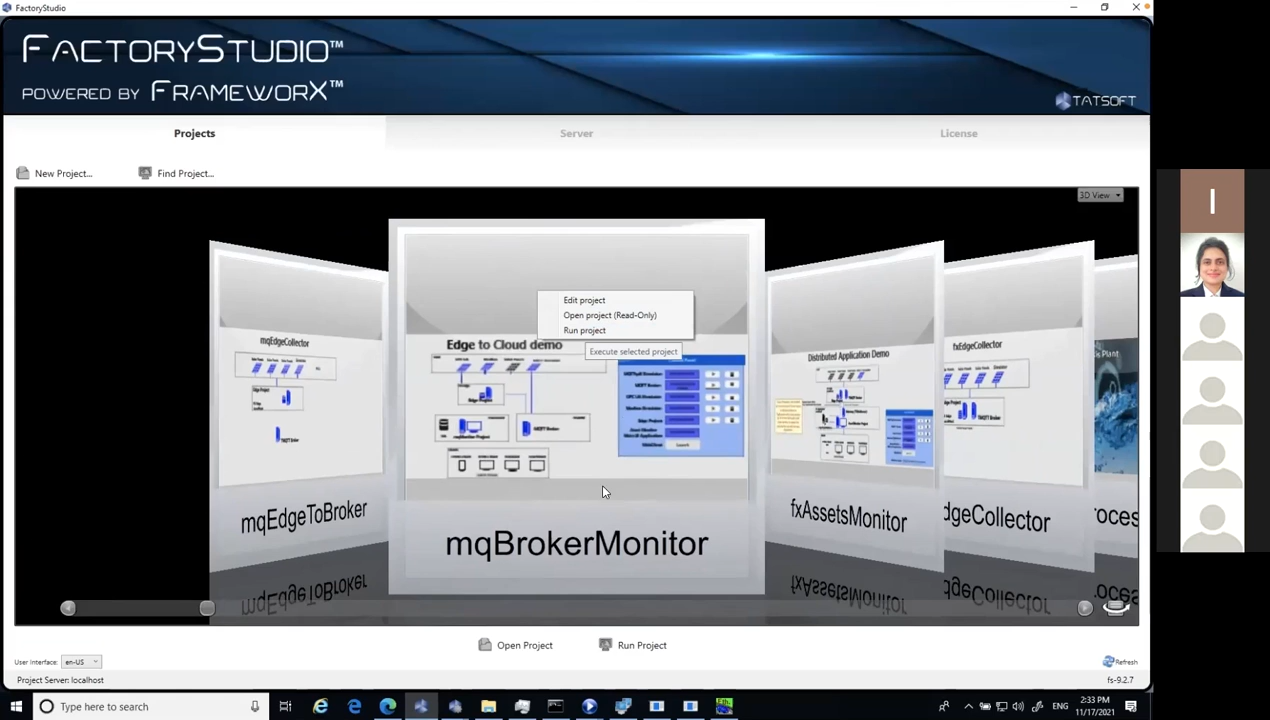 FactoryStudio
FACTORYSTUDIO™
POWERED BY FRAMEWORX™
TATSOFT
Projects
Server
License
New Project...
Find Project...
3D View
Edit project
Open project (Read-Only)
Run project
Execute selected project
mqEdgeCollector
Edge to Cloud demo
Distributed Application Demo
fxEdgeCollector
Plant
mqEdgeToBroker
mqBrokerMonitor
fxAssetsMonitor
dgeCollector
roces
Open Project
Run Project
User Interface: en-US
Refresh
Project Server: localhost
fs-9.2.7
Type here to search
ENG
2:33 PM
11/17/2021
I